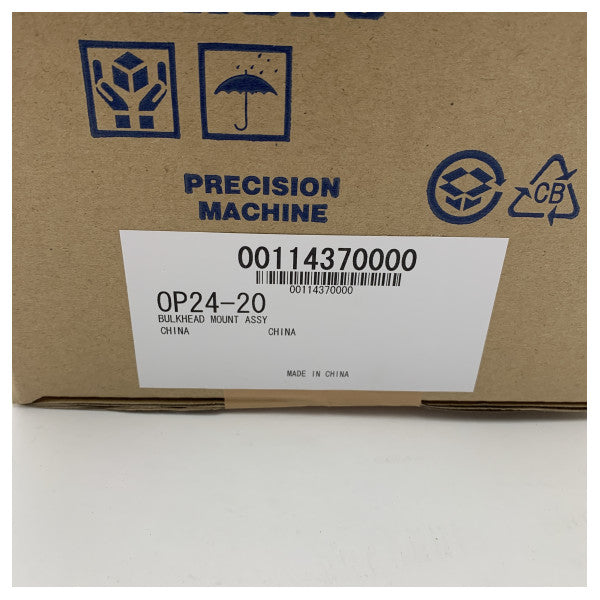 PRECISION
MACHINE
CB
00114370000
00114370000
OP24-20
BULKHEAD MOUNT ASSY
CHINA CHINA
MADE IN CHINA